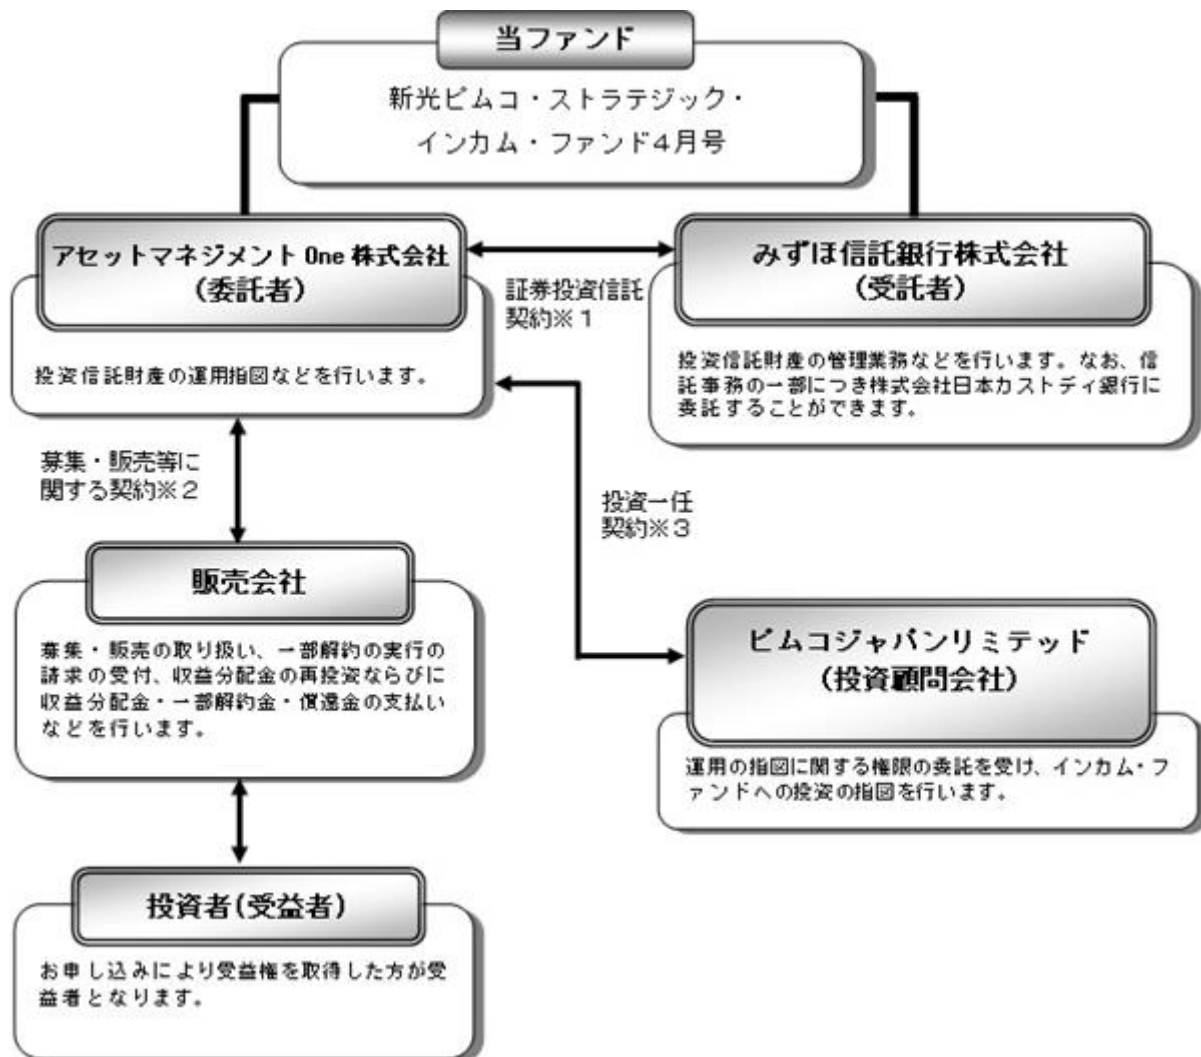 当ファンド
新光ピムコ・ストラテジック・
インカム・ファンド4月号
アセットマネジメント One 株式会社
(委託者)
投資信託財産の運用指図などを行います。
証券投資信託
契約※1
みずほ信託銀行株式会社
(受託者)
投資信託財産の管理業務などを行います。なお、信
託事務の一部につき株式会社日本カストディ銀行に
委託することができます。
募集・販売等に
関する契約※2
投資一任
契約※3
販売会社
募集・販売の取り扱い、一部解約の実行の
請求の受付、収益分配金の再投資ならびに
収益分配金・一部解約金・償還金の支払い
などを行います。
ピムコジャパンリミテッド
(投資顧問会社)
運用の指図に関する権限の委託を受け、インカム・フ
ァンドへの投資の指図を行います。
投資者(受益者)
お申し込みにより受益権を取得した方が受
益者となります。